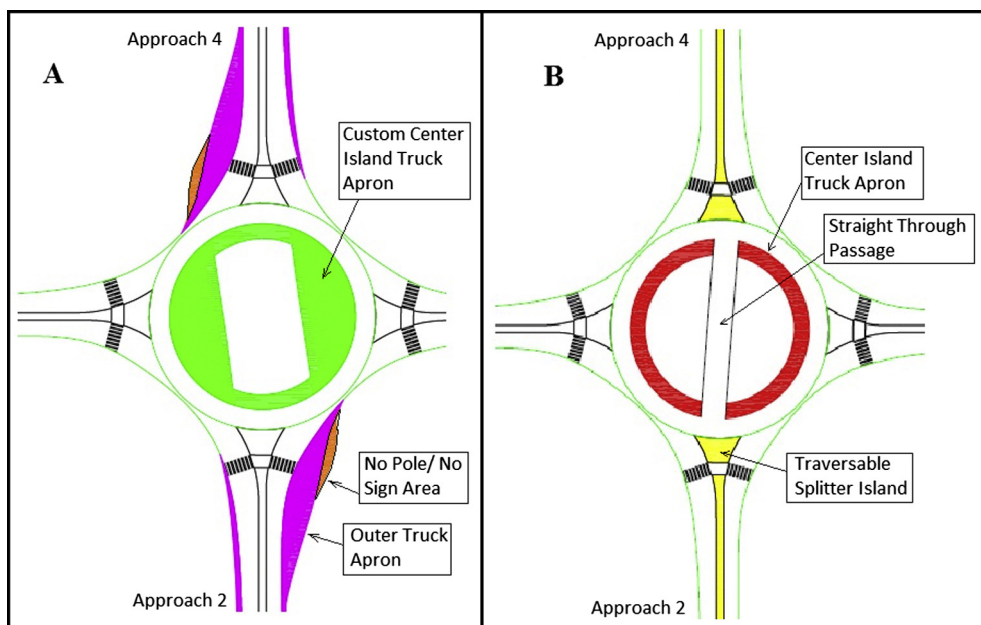 Approach 4
A
Custom Center
Island Truck
Apron
No Pole/ No
Sign Area
Outer Truck
Apron
Approach 2
Approach 4
B
Center Island
Truck Apron
Straight Through
Passage
Traversable
Splitter Island
Approach 2